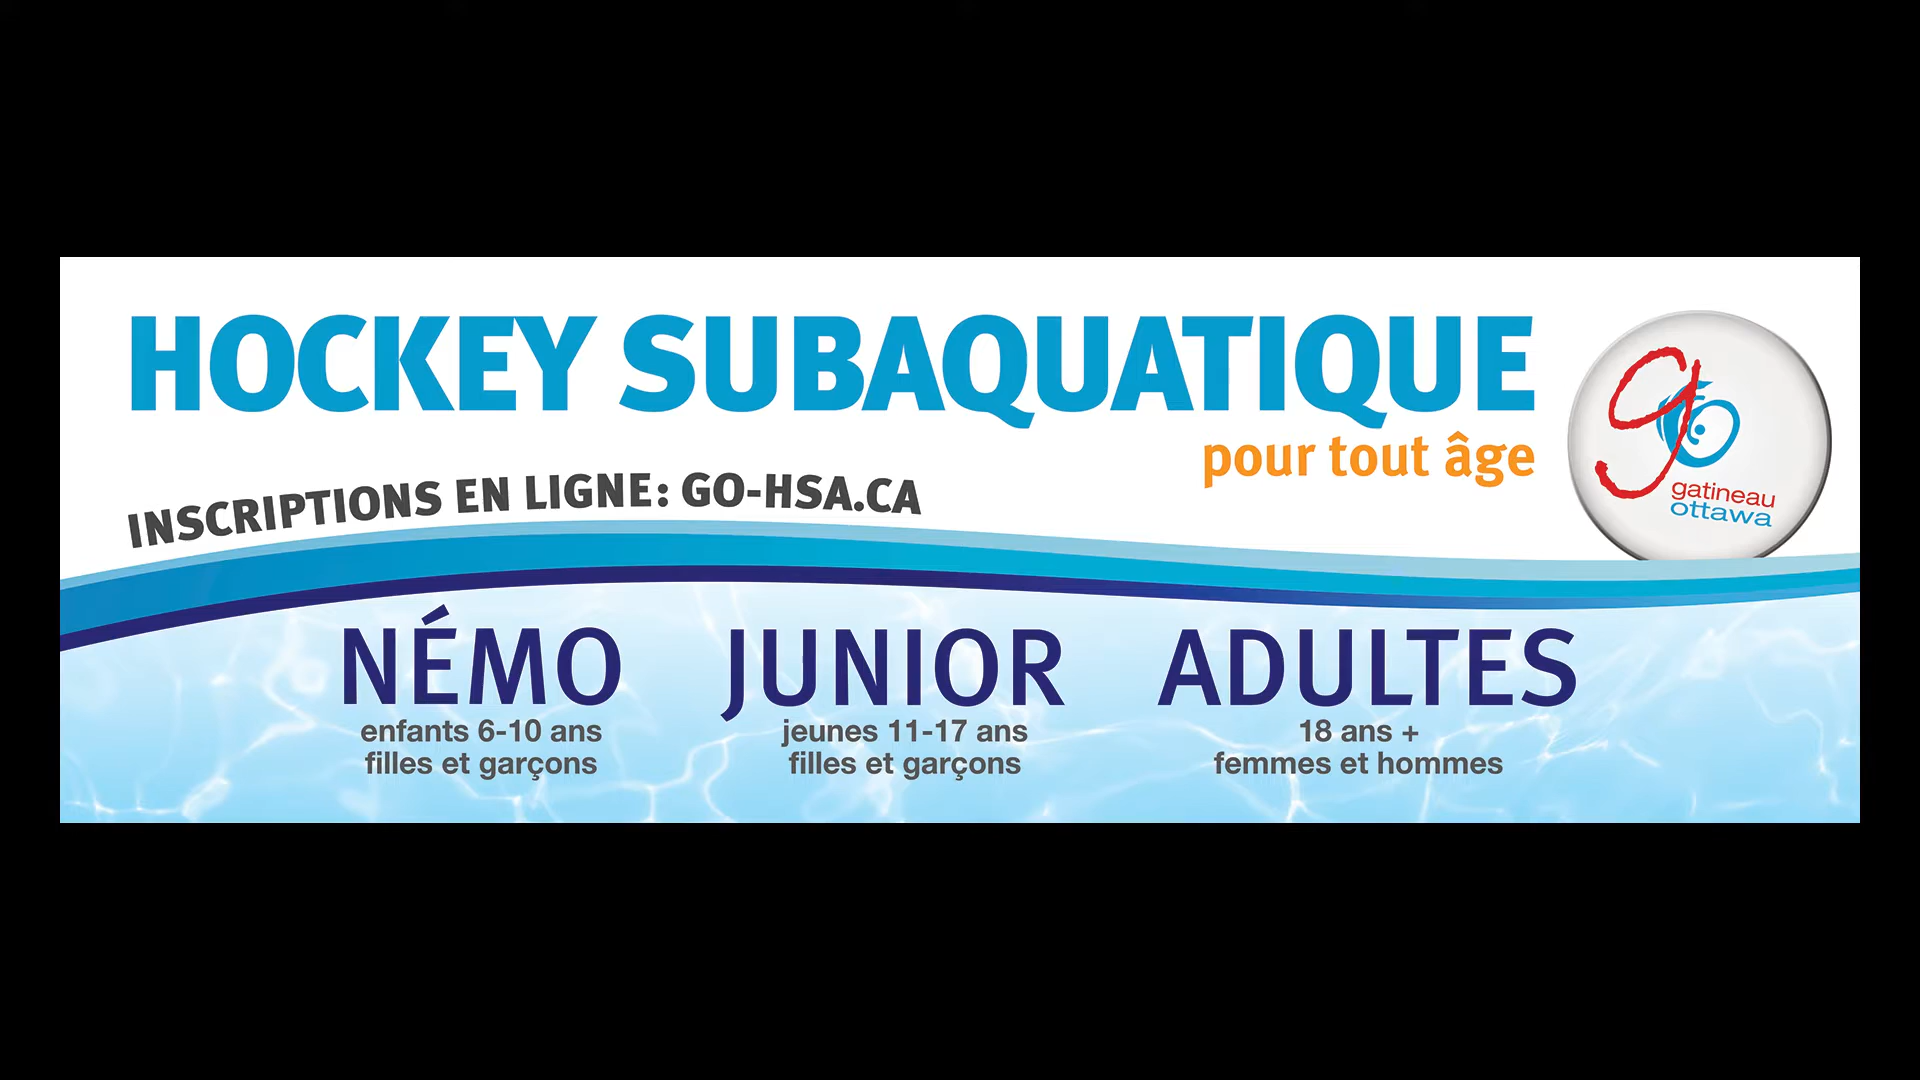 HOCKEY SUBAQUATIQUE
pour tout âge
INSCRIPTIONS EN LIGNE: GO-HSA.CA
go
gatineau
ottawa
NÉMO
enfants 6-10 ans
filles et garçons
JUNIOR
jeunes 11-17 ans
filles et garçons
ADULTES
18 ans +
femmes et hommes